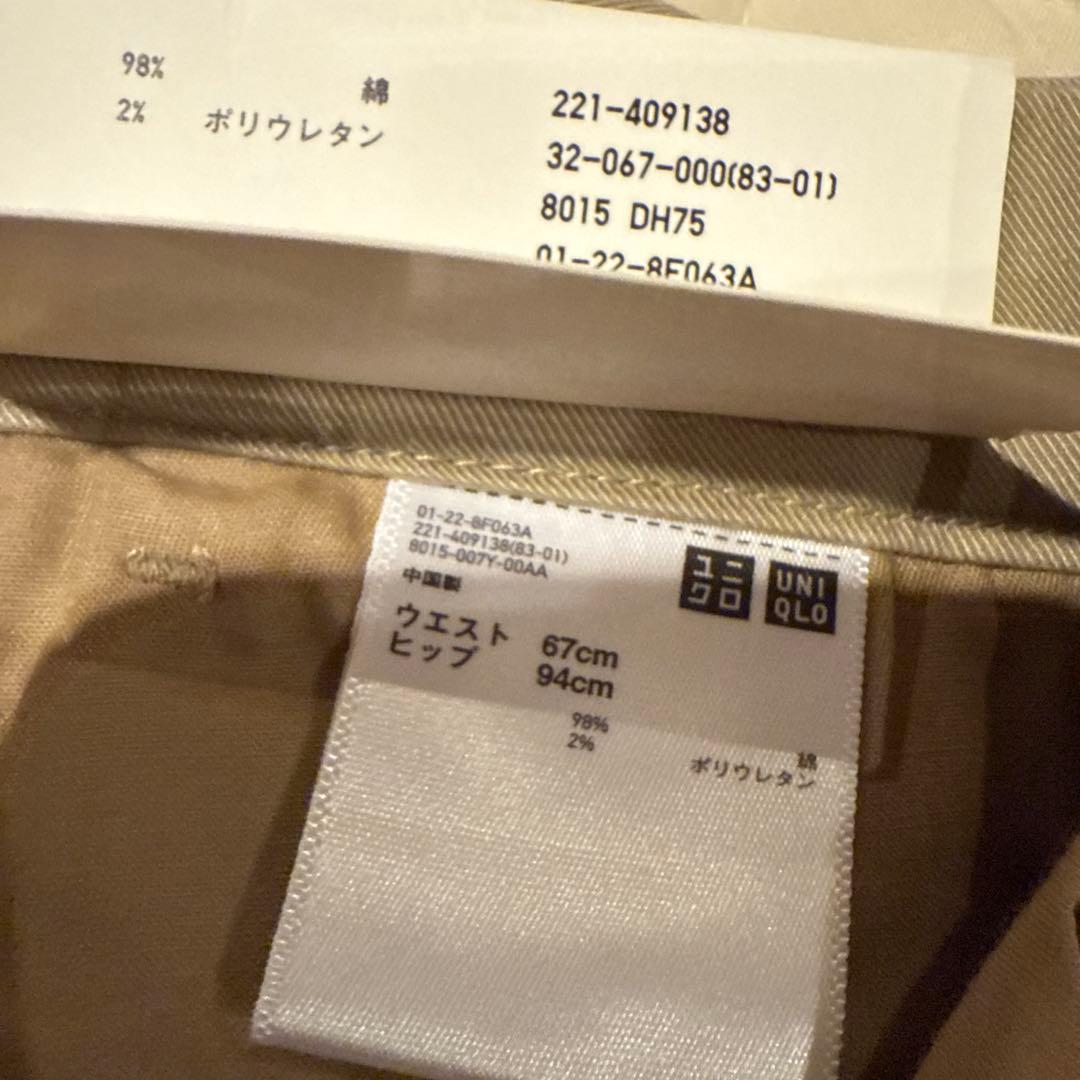 98% 綿
2% ポリウレタン
221-409138
32-067-000(83-01)
8015 DH75
01-22-8F063A
01-22-8F063A
221-409138(83-01)
8015-007Y-00AA
中国製
ユニクロ
UNIQLO
ウエスト 67cm
ヒップ 94cm
98% 綿
2% ポリウレタン